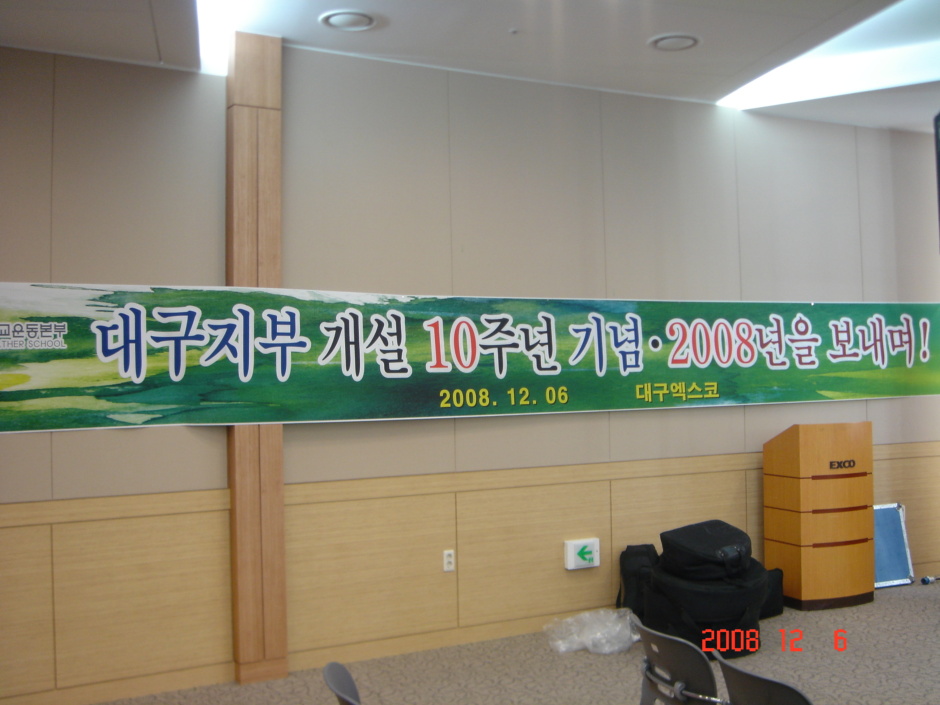 교운동본부
THER SCHOOL
대구지부 개설 10주년 기념·2008년을 보내며!
2008. 12. 06 대구엑스코
EXCO
2008 12 6